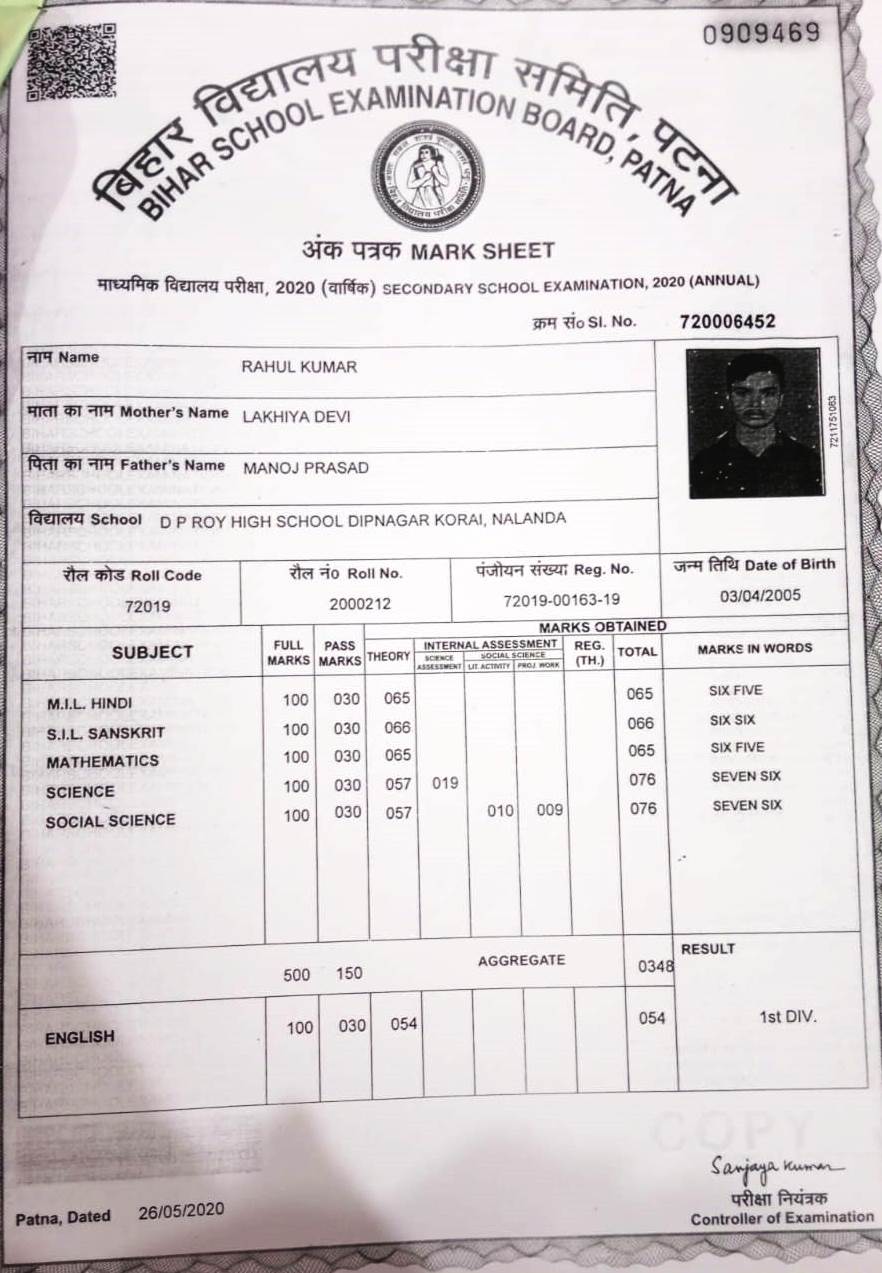 0909469
बिहार विद्यालय परीक्षा समिति, पटना
BIHAR SCHOOL EXAMINATION BOARD, PATNA
अंक पत्रक MARK SHEET
माध्यमिक विद्यालय परीक्षा, 2020 (वार्षिक) SECONDARY SCHOOL EXAMINATION, 2020 (ANNUAL)
क्रम सं० Sl. No. 720006452
नाम Name RAHUL KUMAR
माता का नाम Mother's Name LAKHIYA DEVI
पिता का नाम Father's Name MANOJ PRASAD
7211751063
विद्यालय School D P ROY HIGH SCHOOL DIPNAGAR KORAI, NALANDA
रौल कोड Roll Code रौल नं० Roll No. पंजीयन संख्या Reg. No. जन्म तिथि Date of Birth
72019 2000212 72019-00163-19 03/04/2005
SUBJECT FULL MARKS PASS MARKS MARKS OBTAINED
THEORY INTERNAL ASSESSMENT REG. (TH.) TOTAL MARKS IN WORDS
SCIENCE ASSESSMENT SOCIAL SCIENCE
LIT. ACTIVITY PROJ. WORK
M.I.L. HINDI 100 030 065 065 SIX FIVE
S.I.L. SANSKRIT 100 030 066 066 SIX SIX
MATHEMATICS 100 030 065 065 SIX FIVE
SCIENCE 100 030 057 019 076 SEVEN SIX
SOCIAL SCIENCE 100 030 057 010 009 076 SEVEN SIX
500 150 AGGREGATE 0348 RESULT
ENGLISH 100 030 054 054 1st DIV.
COPY
Sanjaya Kumar
परीक्षा नियंत्रक
Patna, Dated 26/05/2020 Controller of Examination